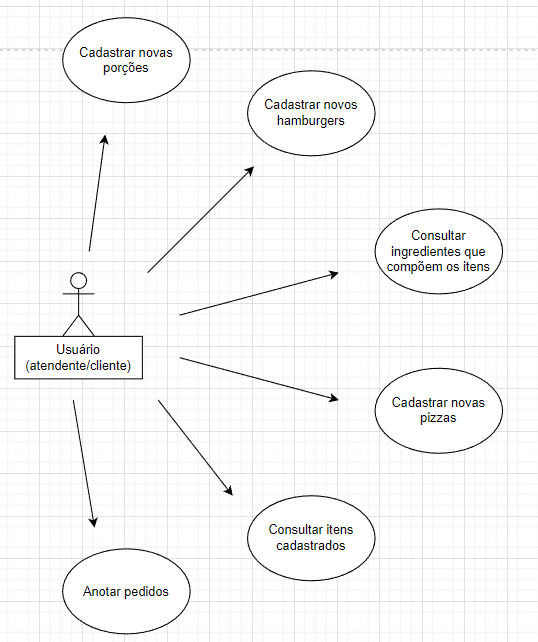 Cadastrar novas
porções
Cadastrar novos
hamburgers
Consultar
ingredientes que
compõem os itens
Usuário
(atendente/cliente)
Cadastrar novas
pizzas
Consultar itens
cadastrados
Anotar pedidos